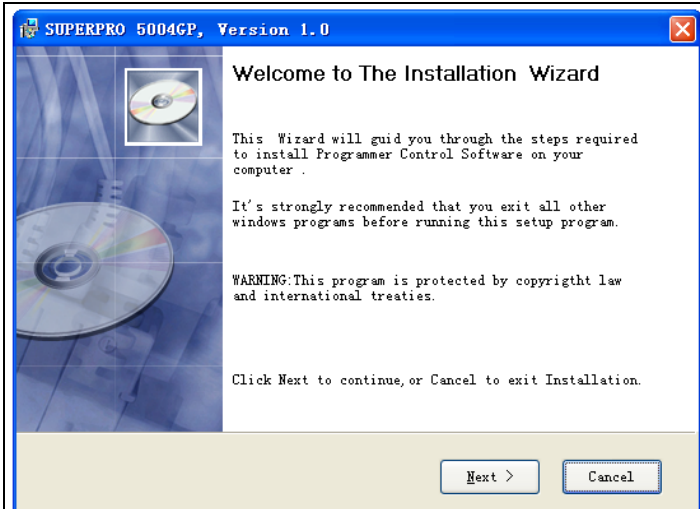 SUPERPRO 5004GP, Version 1.0
Welcome to The Installation Wizard
This Wizard will guid you through the steps required
to install Programmer Control Software on your
computer .
It's strongly recommended that you exit all other
windows programs before running this setup program.
WARNING:This program is protected by copyrigtht law
and international treaties.
Click Next to continue,or Cancel to exit Installation.
Next >
Cancel